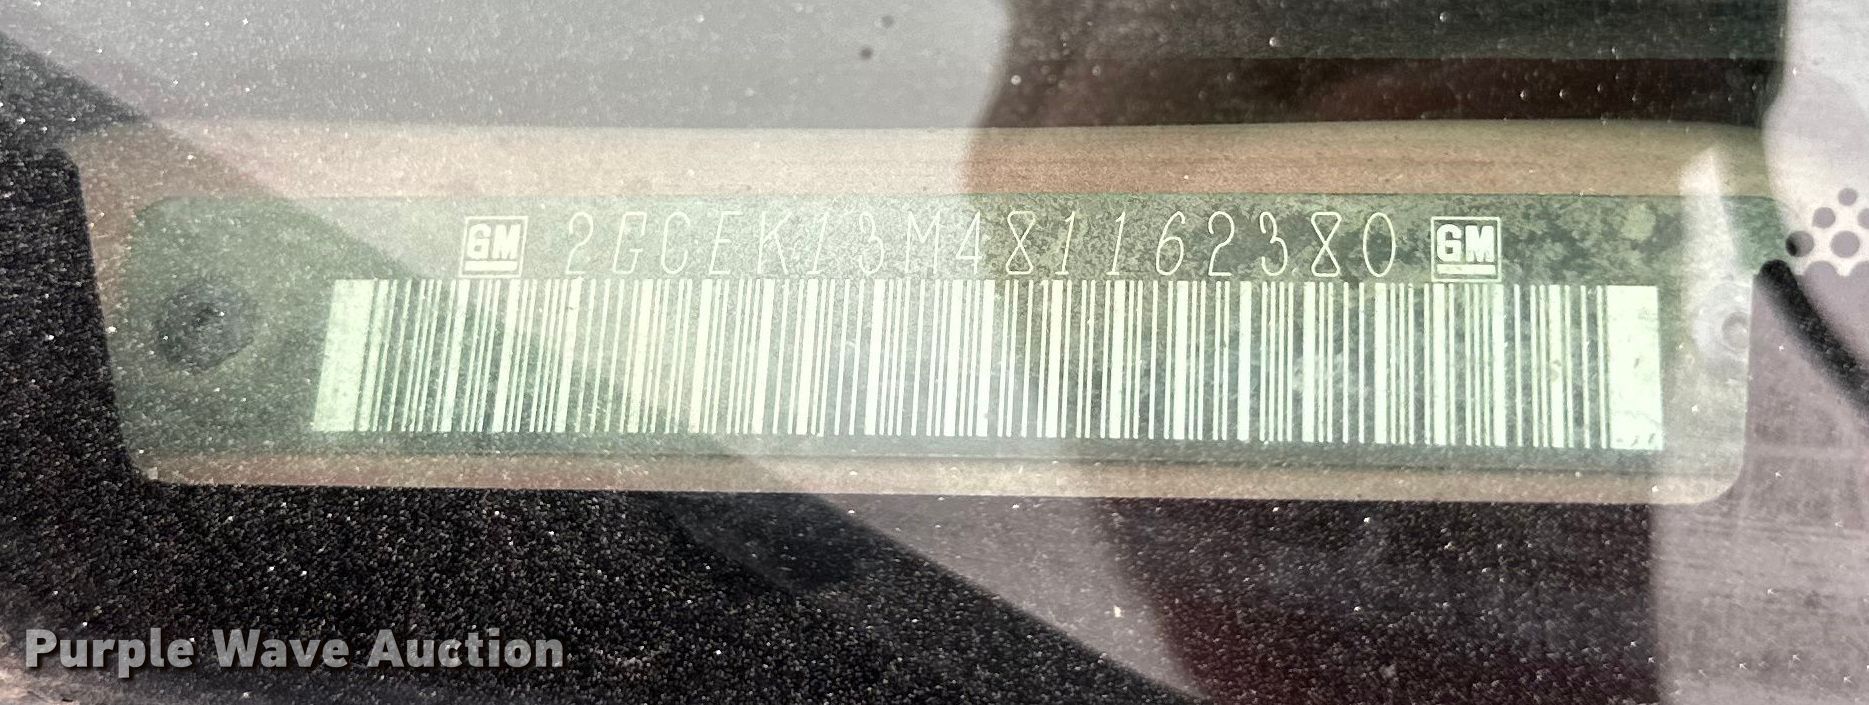 GM 2GCEK13M481162380 GM
Purple Wave Auction